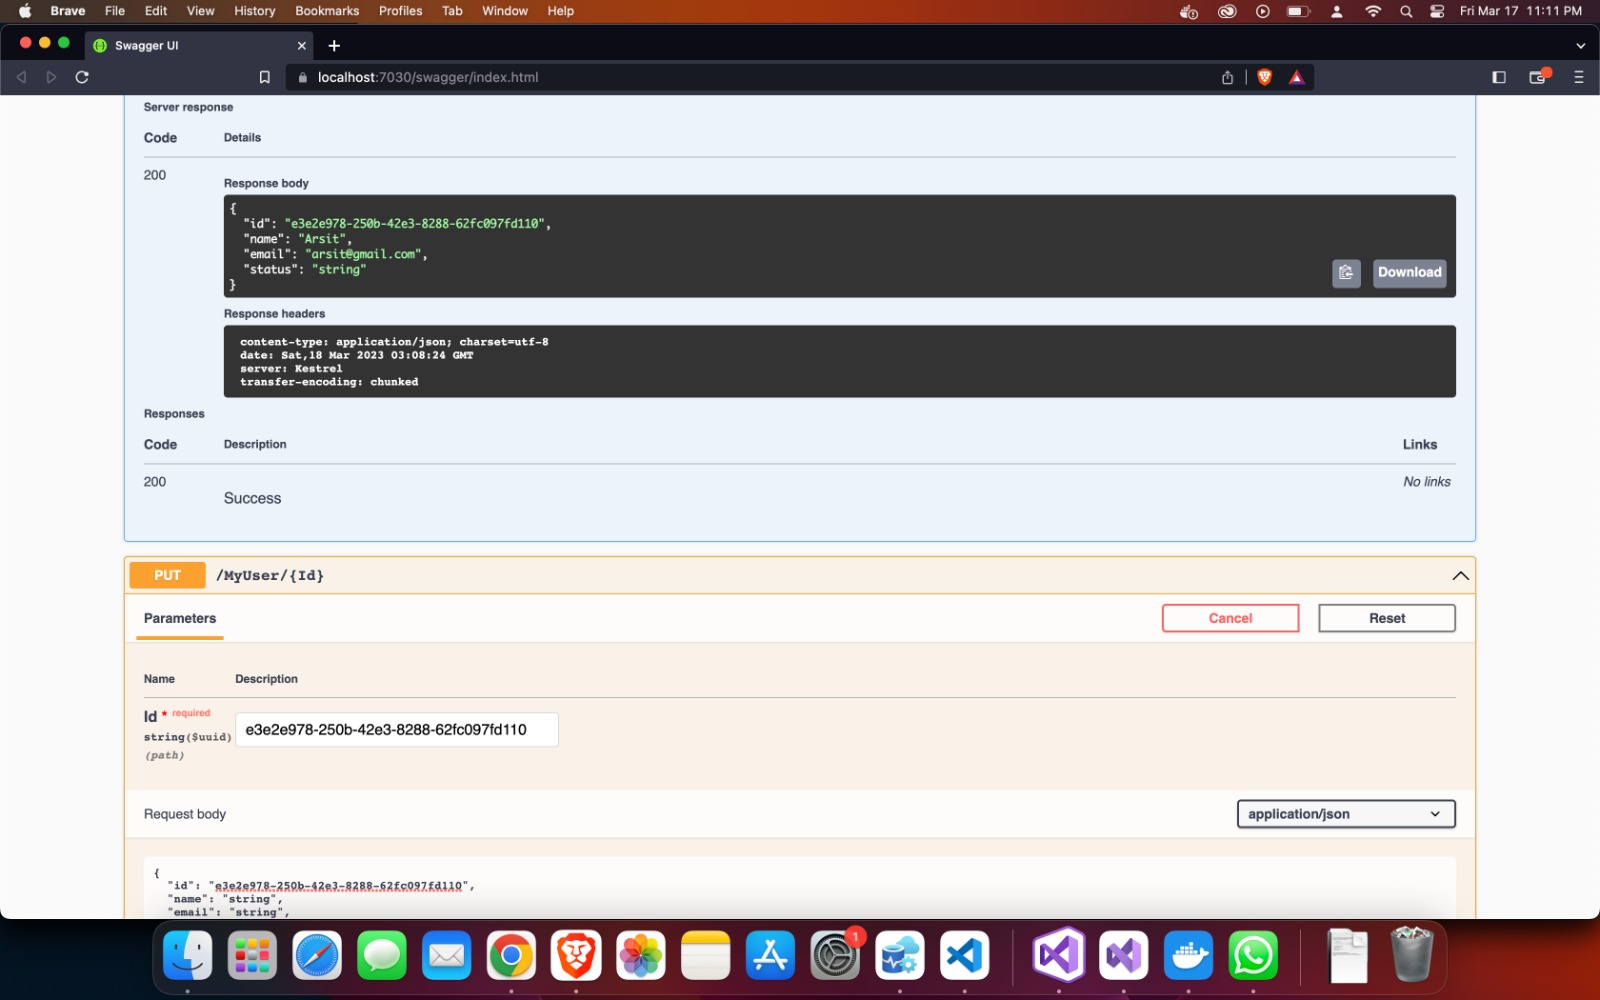 Brave File Edit View History Bookmarks Profiles Tab Window Help Fri Mar 17 11:11 PM
Swagger UI
localhost:7030/swagger/index.html
Server response
Code Details
200
Response body
{
"id": "e3e2e978-250b-42e3-8288-62fc097fd110",
"name": "Arsit",
"email": "arsit@gmail.com",
"status": "string"
}
Download
Response headers
content-type: application/json; charset=utf-8
date: Sat,18 Mar 2023 03:08:24 GMT
server: Kestrel
transfer-encoding: chunked
Responses
Code Description Links
200
Success
No links
PUT /MyUser/{Id}
Parameters Cancel Reset
Name Description
Id * required
string($uuid)
(path)
e3e2e978-250b-42e3-8288-62fc097fd110
Request body application/json
{
"id": "e3e2e978-250b-42e3-8288-62fc097fd110",
"name": "string",
"email": "string",
1